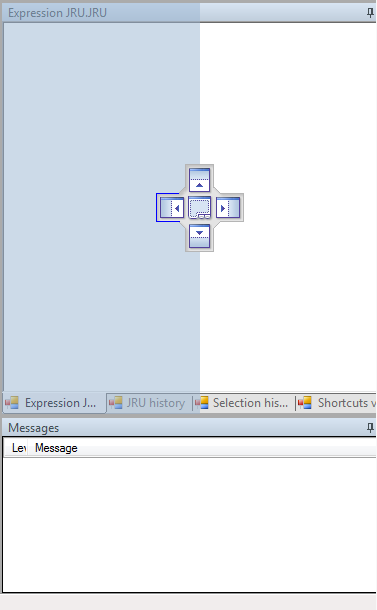 Expression JRU.JRU
Expression J... JRU history Selection his... Shortcuts v
Messages
Lev Message